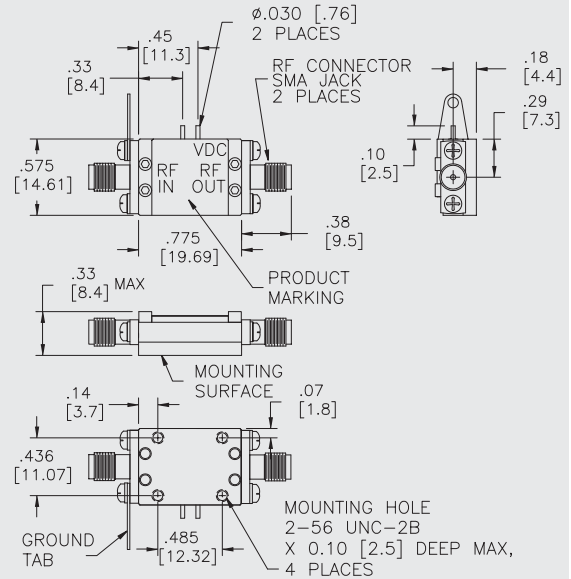 ø.030 [.76]
2 PLACES
.45
[11.3]
.33
[8.4]
RF CONNECTOR
SMA JACK
2 PLACES
.18
[4.4]
.29
[7.3]
.10
[2.5]
VDC
RF
IN
RF
OUT
.575
[14.61]
.775
[19.69]
.38
[9.5]
PRODUCT
MARKING
.33
[8.4] MAX
MOUNTING
SURFACE
.14
[3.7]
.07
[1.8]
.436
[11.07]
GROUND
TAB
.485
[12.32]
MOUNTING HOLE
2-56 UNC-2B
X 0.10 [2.5] DEEP MAX,
4 PLACES